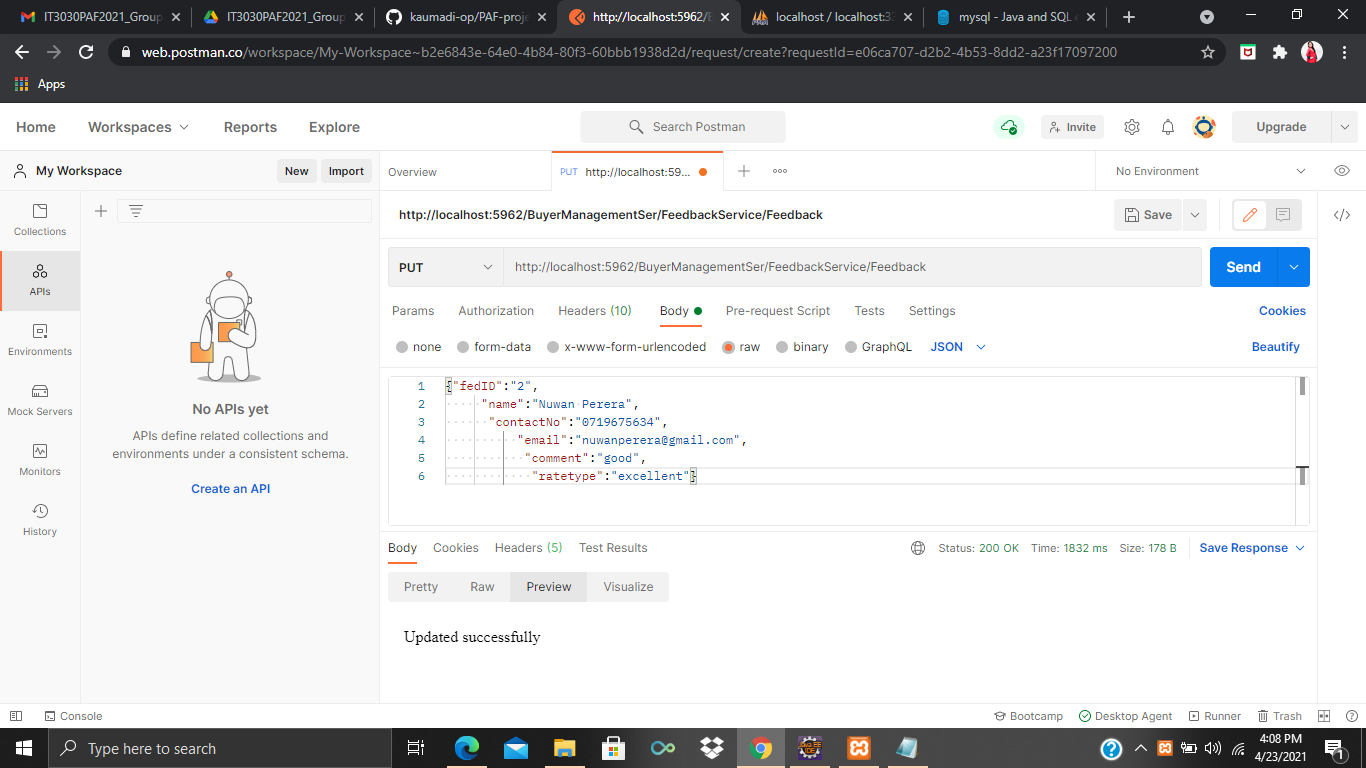 IT3030PAF2021_Group
IT3030PAF2021_Group
kaumadi-op/PAF-proje
http://localhost:5962/B
localhost / localhost:33
mysql - Java and SQL
web.postman.co/workspace/My-Workspace~b2e6843e-64e0-4b84-80f3-60bbb1938d2d/request/create?requestId=e06ca707-d2b2-4b53-8dd2-a23f17097200
Apps
Home Workspaces Reports Explore Search Postman Invite Upgrade
My Workspace New Import
Overview PUT http://localhost:59... No Environment
Collections
APIs
Environments
Mock Servers
Monitors
History
No APIs yet
APIs define related collections and
environments under a consistent schema.
Create an API
http://localhost:5962/BuyerManagementSer/FeedbackService/Feedback Save
PUT http://localhost:5962/BuyerManagementSer/FeedbackService/Feedback Send
Params Authorization Headers (10) Body Pre-request Script Tests Settings Cookies
none form-data x-www-form-urlencoded raw binary GraphQL JSON Beautify
1 {"fedID":"2",
2 "name":"Nuwan Perera",
3 "contactNo":"0719675634",
4 "email":"nuwanperera@gmail.com",
5 "comment":"good",
6 "ratetype":"excellent"}
Body Cookies Headers (5) Test Results Status: 200 OK Time: 1832 ms Size: 178 B Save Response
Pretty Raw Preview Visualize
Updated successfully
Console Bootcamp Desktop Agent Runner Trash
Type here to search
4:08 PM
4/23/2021
1